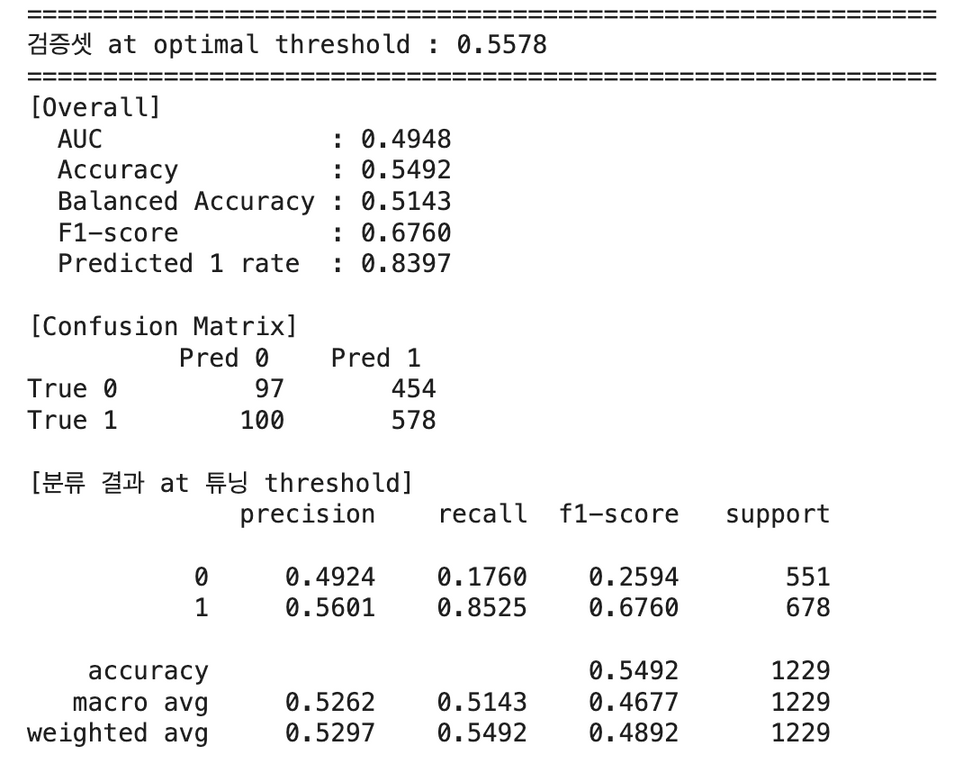 ============================================================
검증셋 at optimal threshold : 0.5578
============================================================
[Overall]
  AUC               : 0.4948
  Accuracy          : 0.5492
  Balanced Accuracy : 0.5143
  F1-score          : 0.6760
  Predicted 1 rate  : 0.8397

[Confusion Matrix]
          Pred 0    Pred 1
True 0         97       454
True 1        100       578

[분류 결과 at 튜닝 threshold]
              precision    recall  f1-score   support

           0     0.4924    0.1760    0.2594       551
           1     0.5601    0.8525    0.6760       678

    accuracy                         0.5492      1229
   macro avg     0.5262    0.5143    0.4677      1229
weighted avg     0.5297    0.5492    0.4892      1229